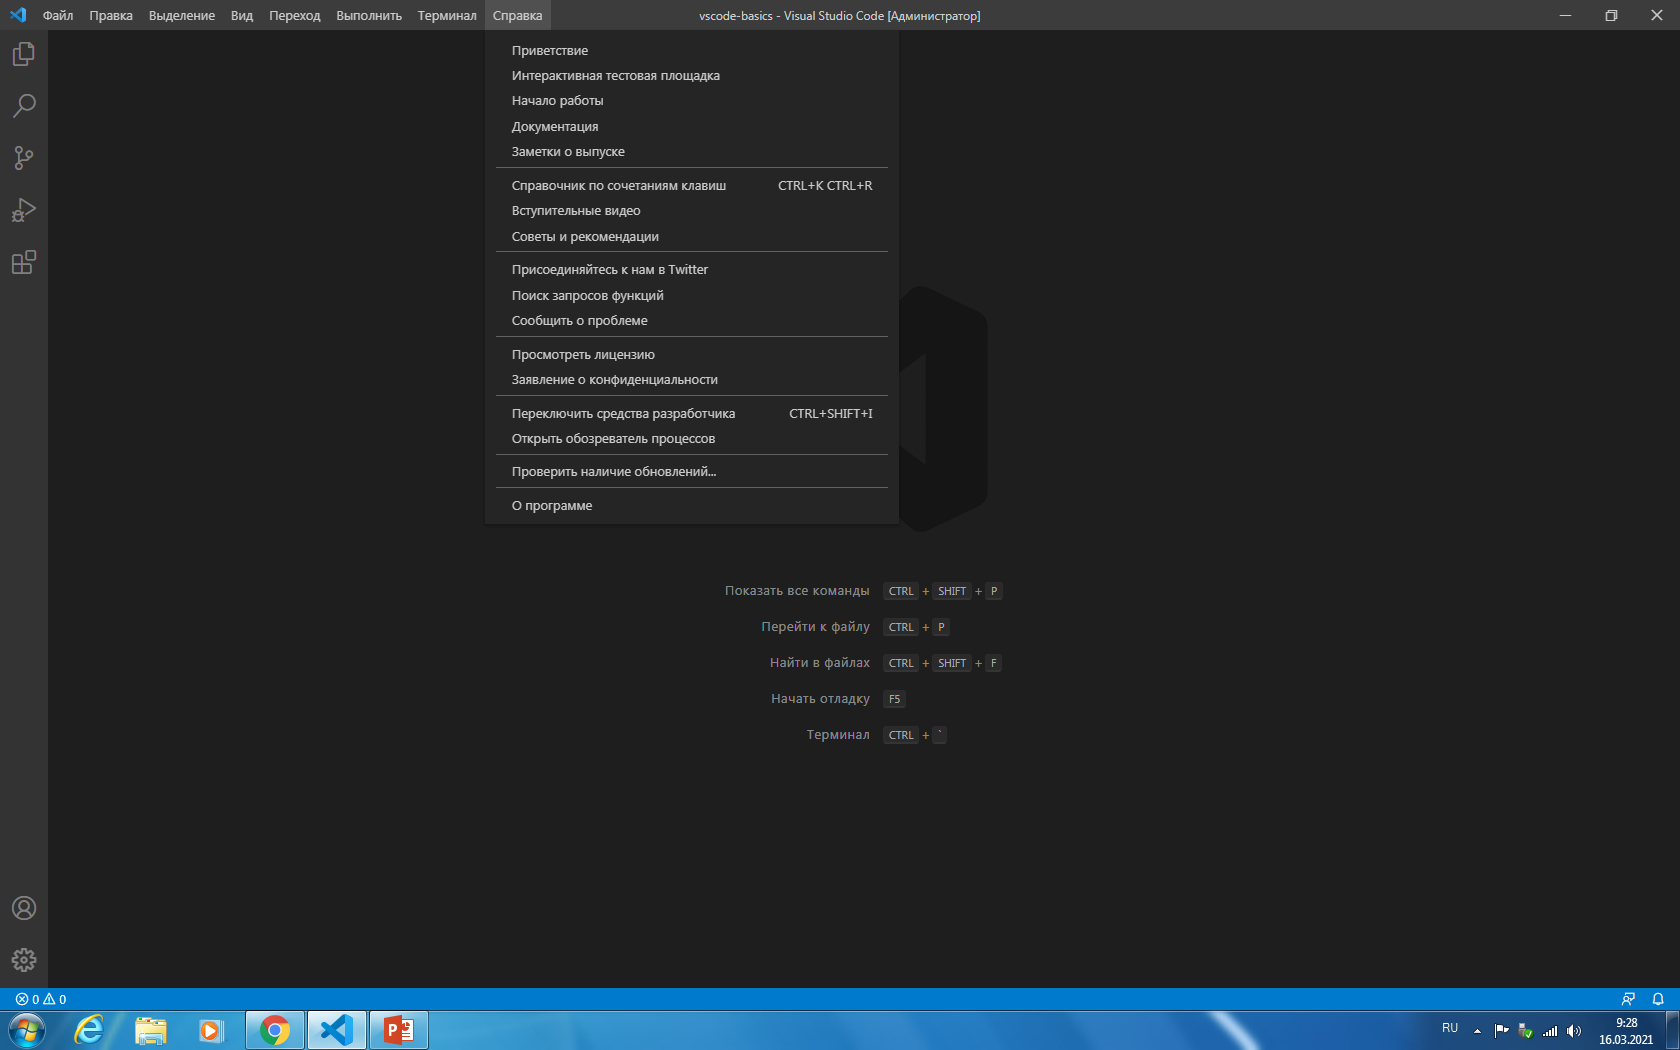 Файл Правка Выделение Вид Переход Выполнить Терминал Справка vscode-basics - Visual Studio Code [Администратор]
Приветствие
Интерактивная тестовая площадка
Начало работы
Документация
Заметки о выпуске
Справочник по сочетаниям клавиш CTRL+K CTRL+R
Вступительные видео
Советы и рекомендации
Присоединяйтесь к нам в Twitter
Поиск запросов функций
Сообщить о проблеме
Просмотреть лицензию
Заявление о конфиденциальности
Переключить средства разработчика CTRL+SHIFT+I
Открыть обозреватель процессов
Проверить наличие обновлений...
О программе
Показать все команды CTRL + SHIFT + P
Перейти к файлу CTRL + P
Найти в файлах CTRL + SHIFT + F
Начать отладку F5
Терминал CTRL + `
0 0
RU 9:28
16.03.2021